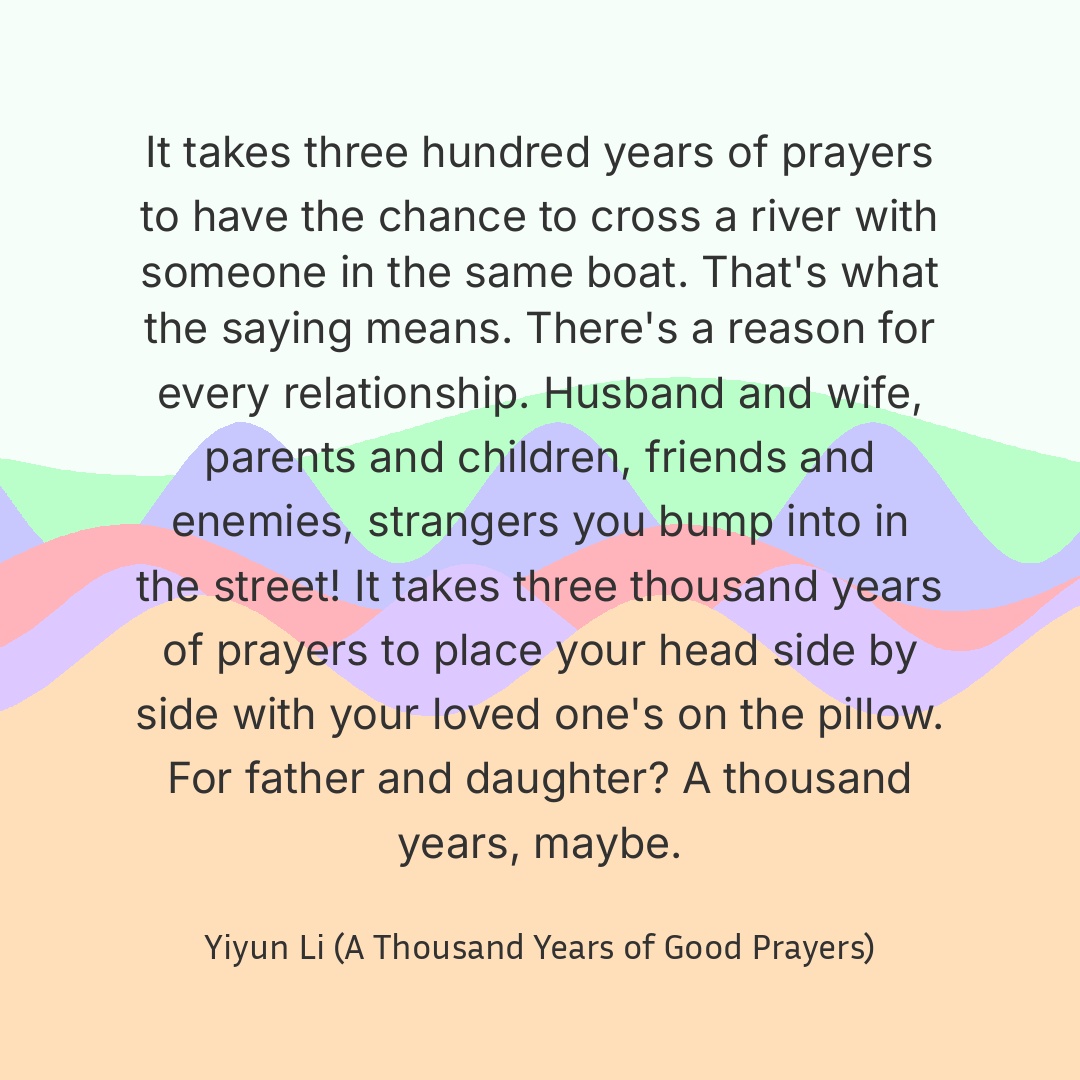 It takes three hundred years of prayers
to have the chance to cross a river with
someone in the same boat. That's what
the saying means. There's a reason for
every relationship. Husband and wife,
parents and children, friends and
enemies, strangers you bump into in
the street! It takes three thousand years
of prayers to place your head side by
side with your loved one's on the pillow.
For father and daughter? A thousand
years, maybe.
Yiyun Li (A Thousand Years of Good Prayers)